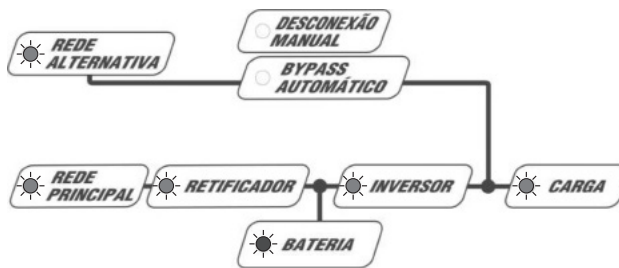 DESCONEXÃO
MANUAL
REDE
ALTERNATIVA
BYPASS
AUTOMÁTICO
REDE
PRINCIPAL
RETIFICADOR
INVERSOR
CARGA
BATERIA